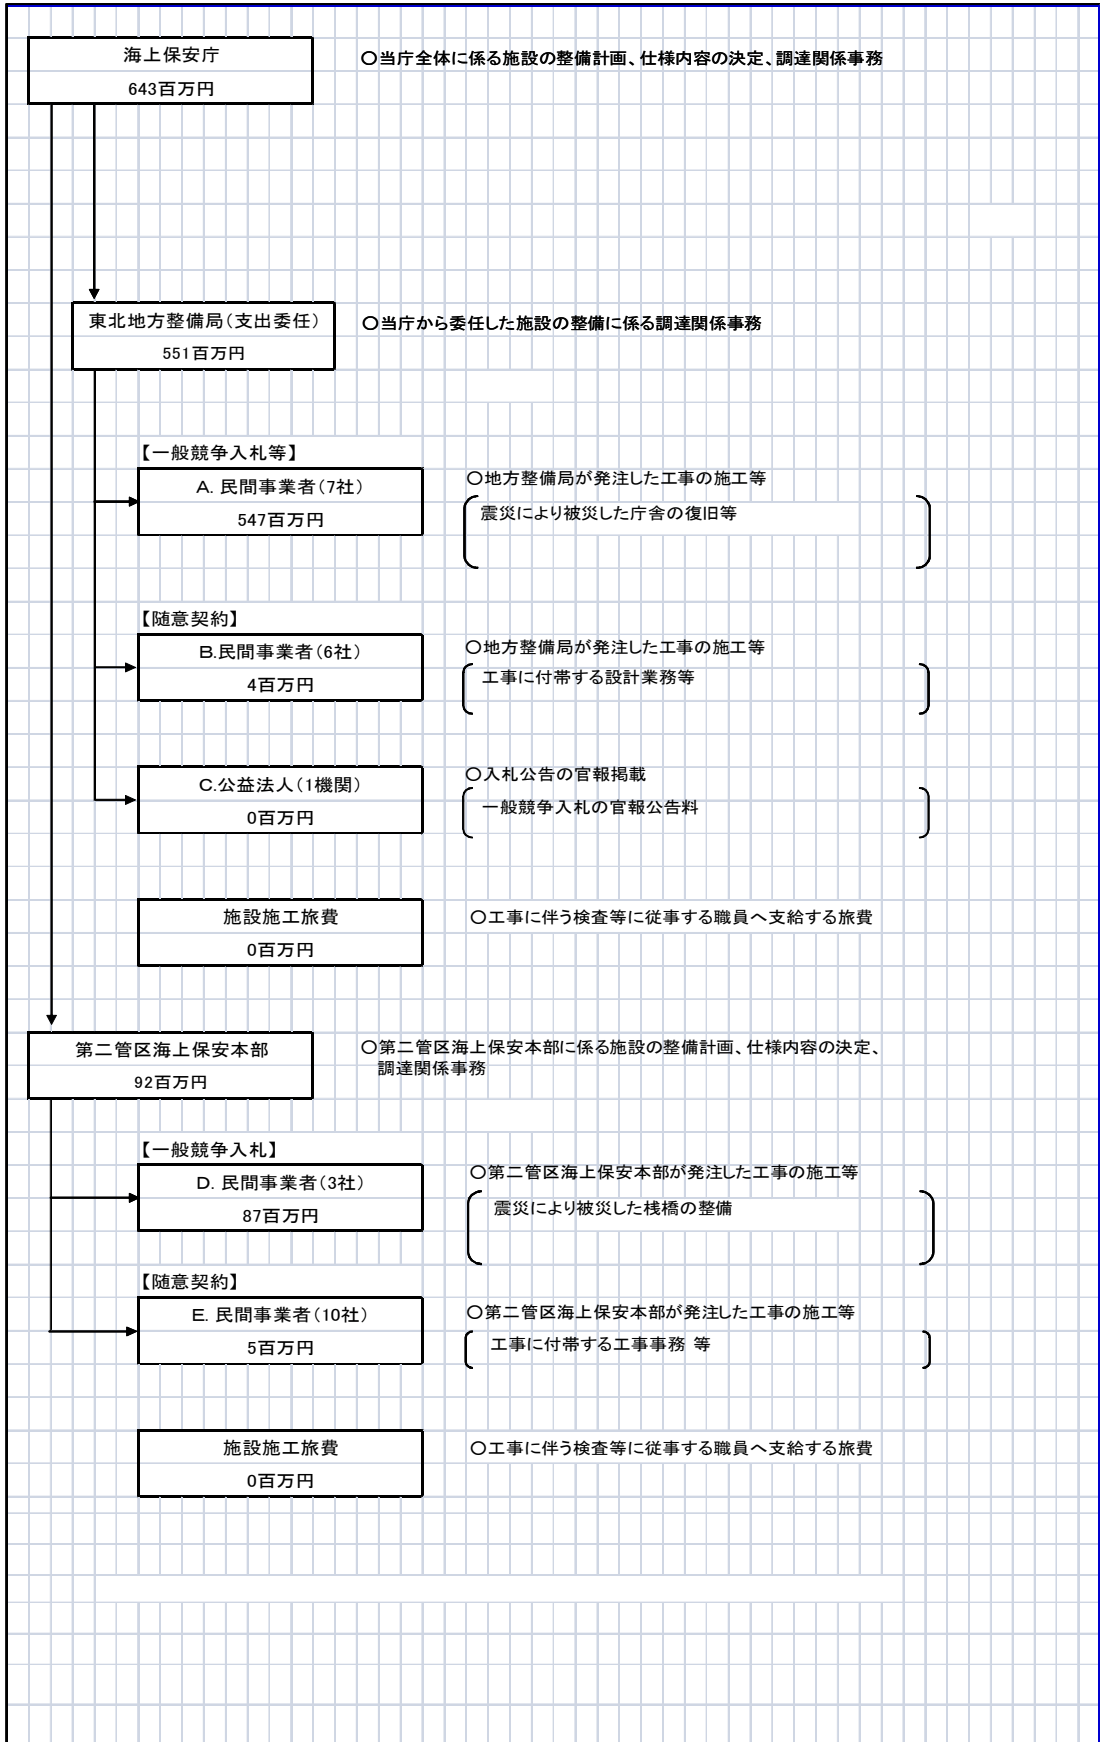 海上保安庁
643百万円
○当庁全体に係る施設の整備計画、仕様内容の決定、調達関係事務
東北地方整備局(支出委任)
551百万円
○当庁から委任した施設の整備に係る調達関係事務
【一般競争入札等】
A. 民間事業者(7社)
547百万円
○地方整備局が発注した工事の施工等
震災により被災した庁舎の復旧等
【随意契約】
B.民間事業者(6社)
4百万円
○地方整備局が発注した工事の施工等
工事に付帯する設計業務等
C.公益法人(1機関)
0百万円
○入札公告の官報掲載
一般競争入札の官報公告料
施設施工旅費
0百万円
○工事に伴う検査等に従事する職員へ支給する旅費
第二管区海上保安本部
92百万円
○第二管区海上保安本部に係る施設の整備計画、仕様内容の決定、
調達関係事務
【一般競争入札】
D. 民間事業者(3社)
87百万円
○第二管区海上保安本部が発注した工事の施工等
震災により被災した桟橋の整備
【随意契約】
E. 民間事業者(10社)
5百万円
○第二管区海上保安本部が発注した工事の施工等
工事に付帯する工事事務 等
施設施工旅費
0百万円
○工事に伴う検査等に従事する職員へ支給する旅費